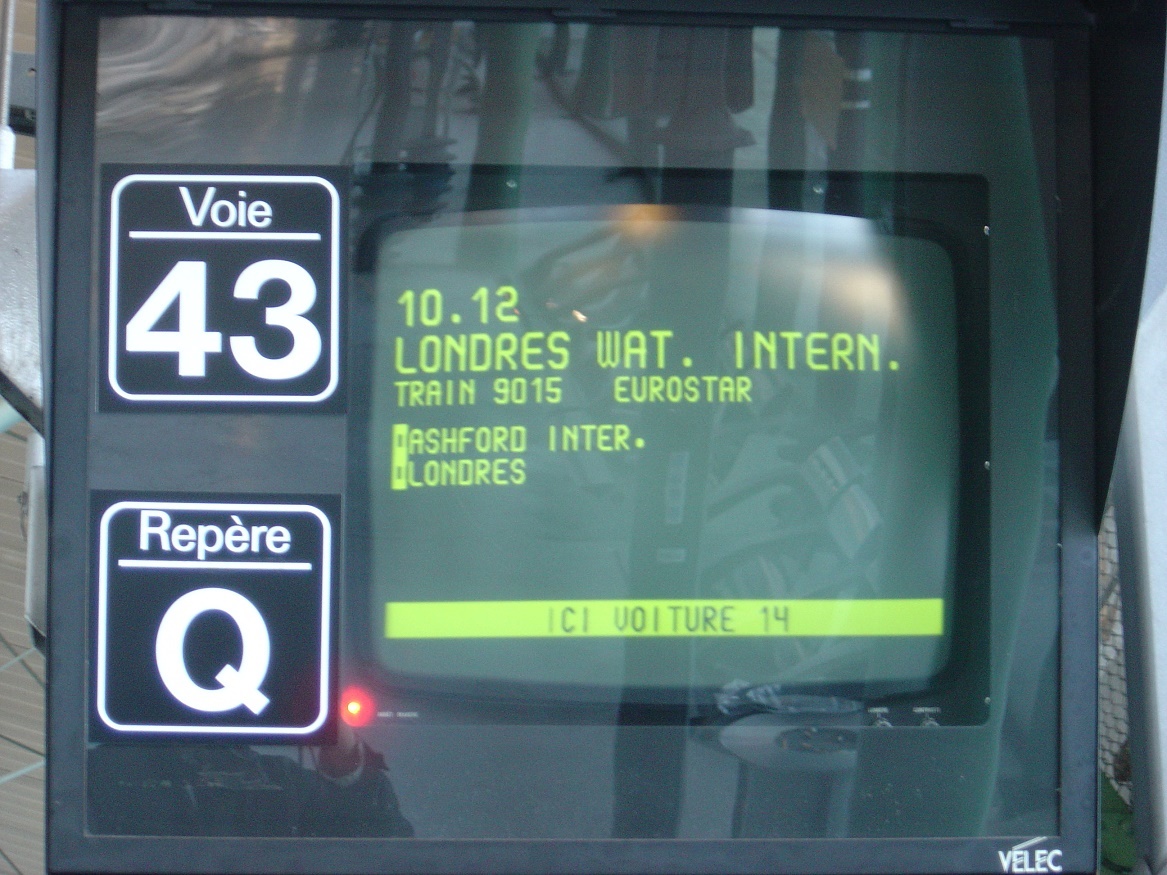 Voie
43
10.12
LONDRES WAT. INTERN.
TRAIN 9015 EUROSTAR
ASHFORD INTER.
LONDRES
Repère
Q
ICI VOITURE 14
VELEC